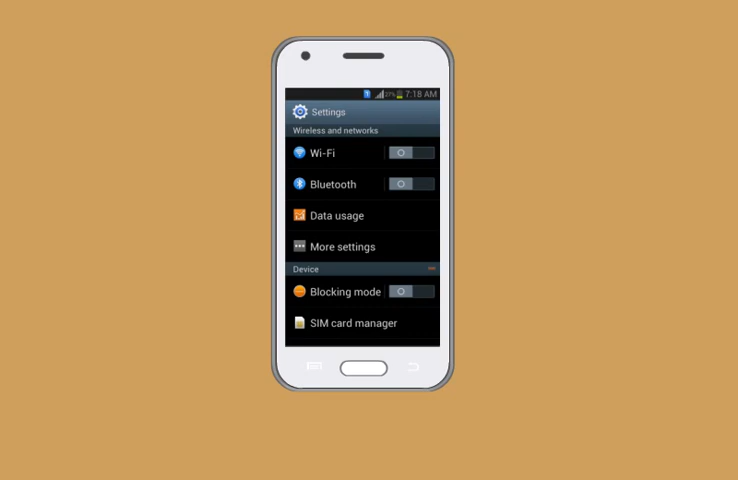 7:18 AM
Settings
Wireless and networks
Wi-Fi
Bluetooth
Data usage
More settings
Device
Blocking mode
SIM card manager